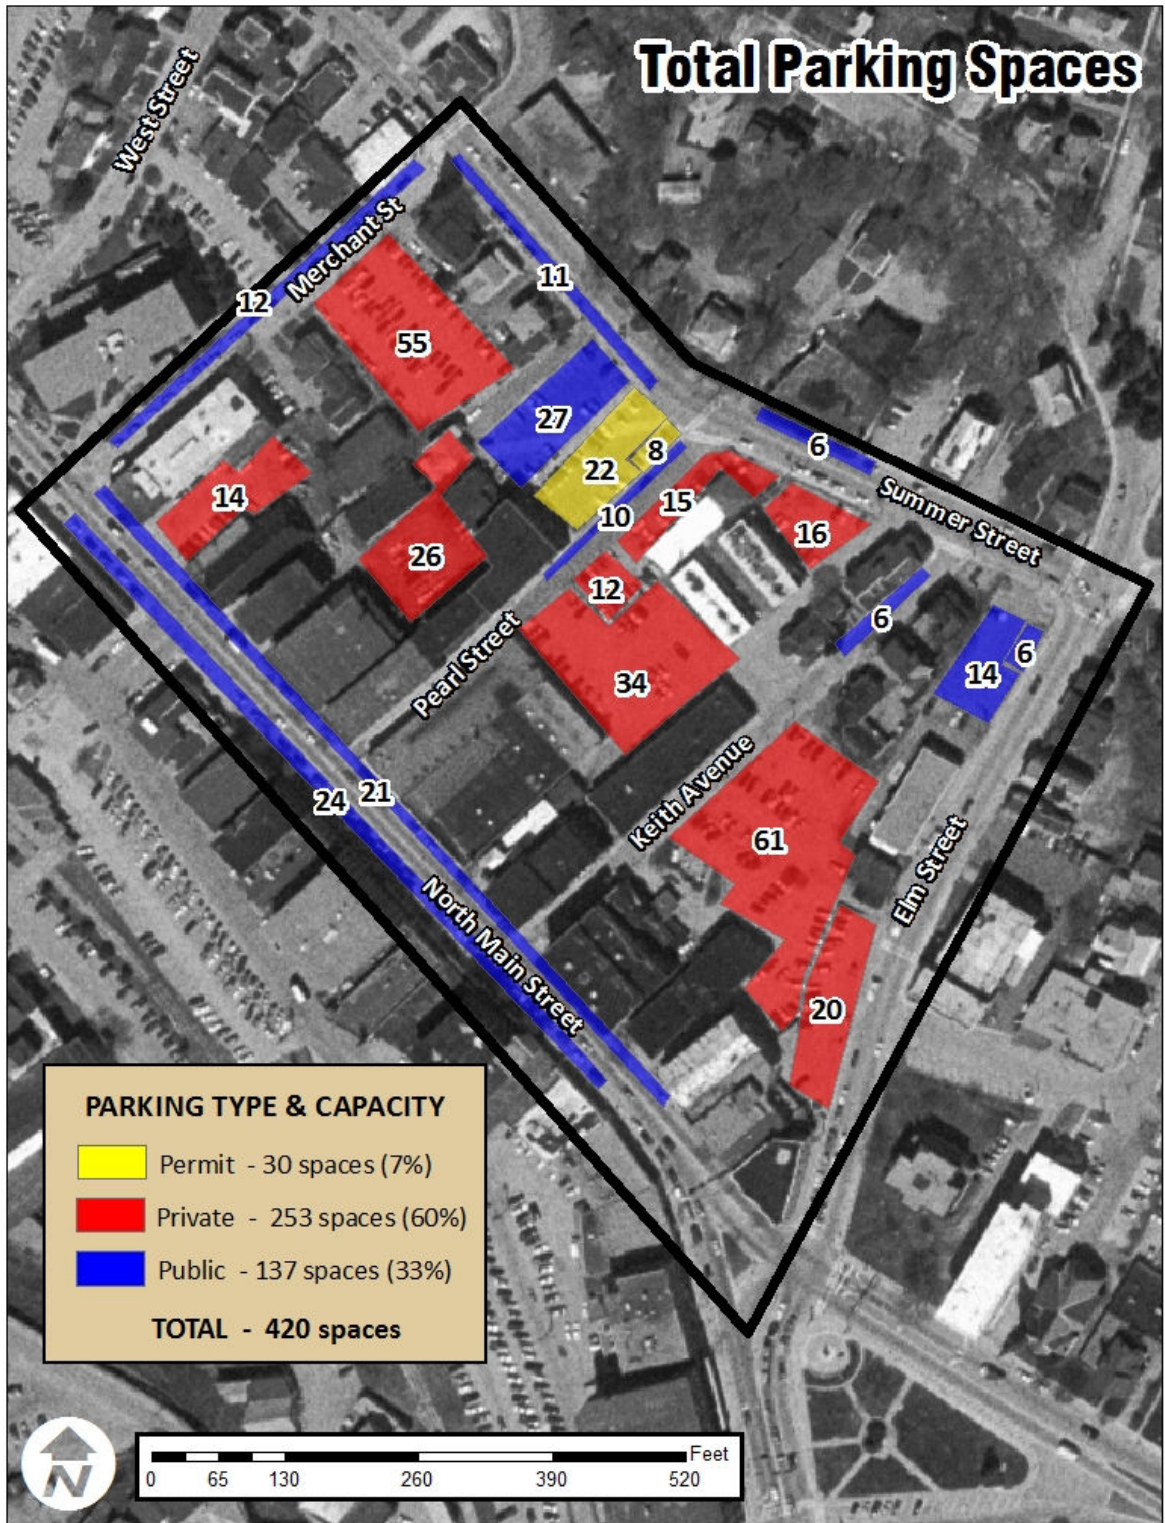 Total Parking Spaces
West Street
Merchant St
12
11
55
27
8
22
6
14
15
10
Summer Street
16
26
12
6
6
14
Pearl Street
34
Keith Avenue
24
21
61
Elm Street
North Main Street
20
PARKING TYPE & CAPACITY
Permit - 30 spaces (7%)
Private - 253 spaces (60%)
Public - 137 spaces (33%)
TOTAL - 420 spaces
N
Feet
0 65 130 260 390 520